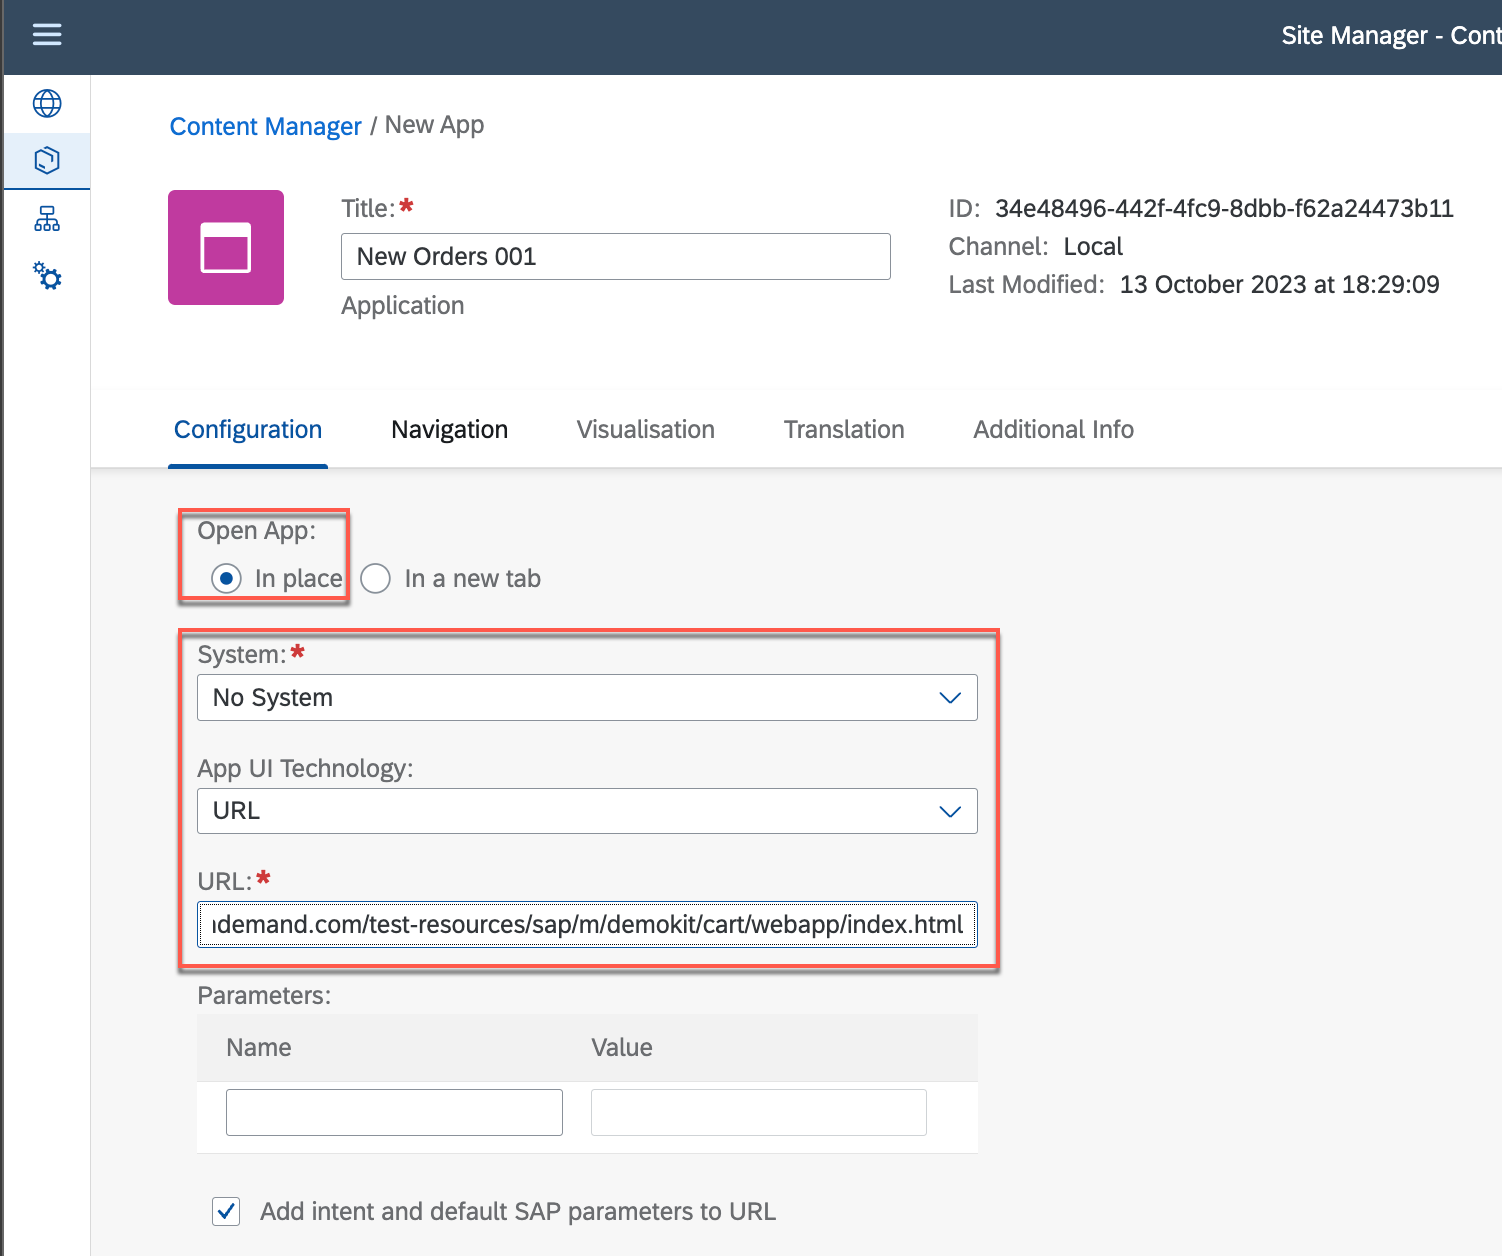 Site Manager - Cont
Content Manager / New App
Title:*
New Orders 001
Application
ID: 34e48496-442f-4fc9-8dbb-f62a24473b11
Channel: Local
Last Modified: 13 October 2023 at 18:29:09
Configuration Navigation Visualisation Translation Additional Info
Open App:
In place In a new tab
System:*
No System
App UI Technology:
URL
URL:*
demand.com/test-resources/sap/m/demokit/cart/webapp/index.html
Parameters:
Name Value
Add intent and default SAP parameters to URL